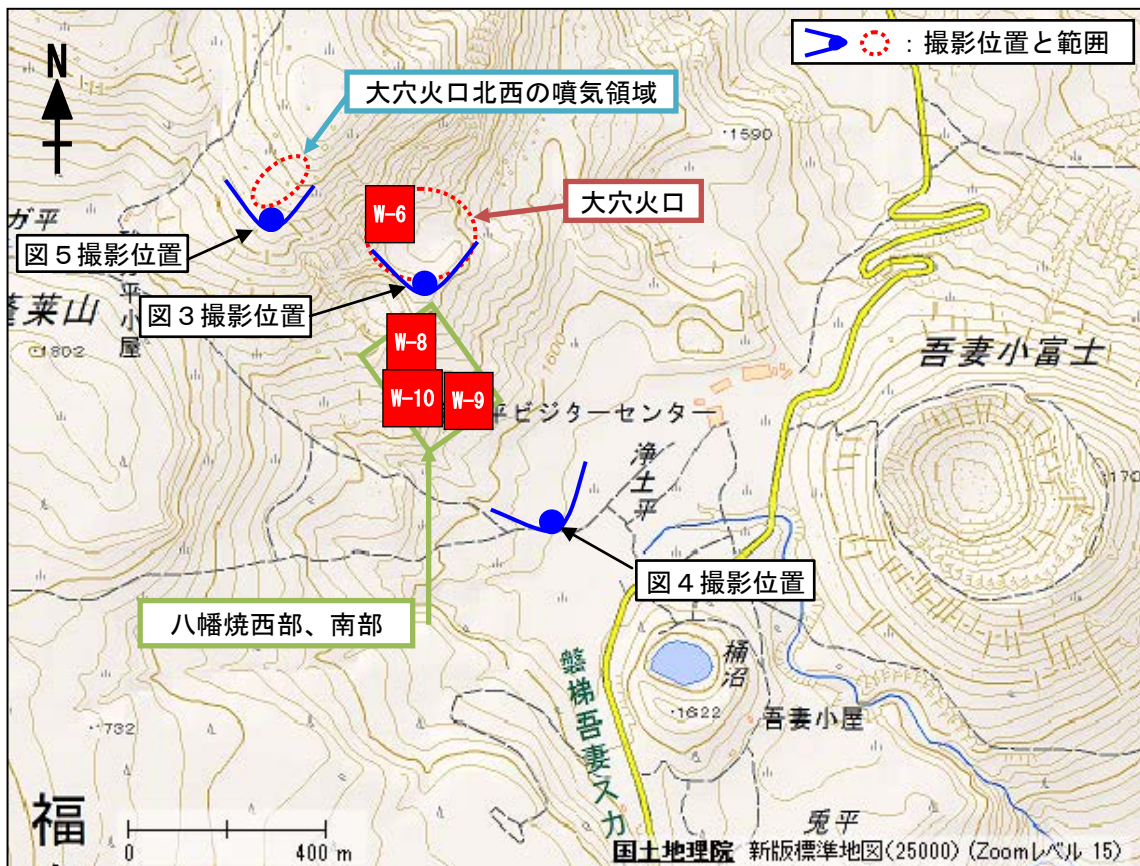 ：撮影位置と範囲
N
大穴火口北西の噴気領域
・1590
W-6
大穴火口
ガ平
図５撮影位置
平小屋
図３撮影位置
莱山
1802
W-8
1600
吾妻小富士
W-10
W-9
平ビジターセンター
浄土平
170
図４撮影位置
八幡焼西部、南部
桶沼
・1622
吾妻小屋
磐梯吾妻スカ
・1732
福
兎平
0
400 m
国土地理院 新版標準地図(25000) (Zoomレベル 15)